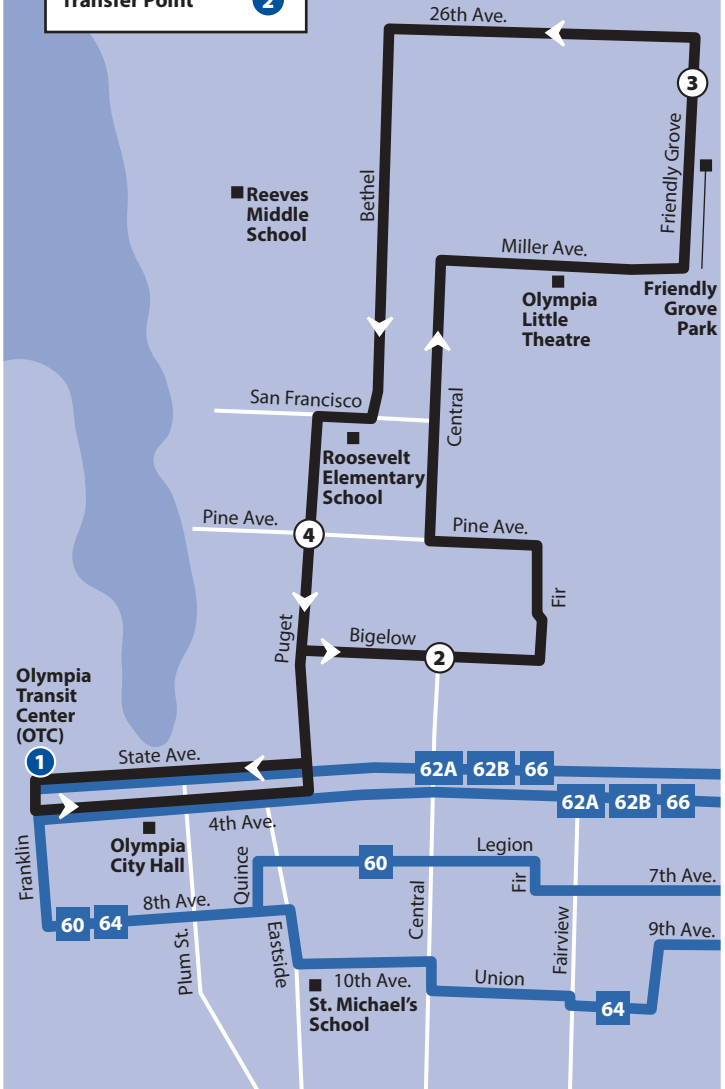 Transfer Point 2
26th Ave.
3
Friendly Grove
Bethel
Reeves
Middle
School
Miller Ave.
Olympia
Little
Theatre
Friendly
Grove
Park
San Francisco
Central
Roosevelt
Elementary
School
Pine Ave.
4
Pine Ave.
Fir
Puget
Bigelow
2
Olympia
Transit
Center
(OTC)
1
State Ave.
62A 62B 66
62A 62B 66
4th Ave.
Olympia
City Hall
Franklin
Quince
60
Legion
Fir
7th Ave.
8th Ave.
60 64
Plum St.
Eastside
Central
Fairview
9th Ave.
10th Ave.
Union
St. Michael's
School
64